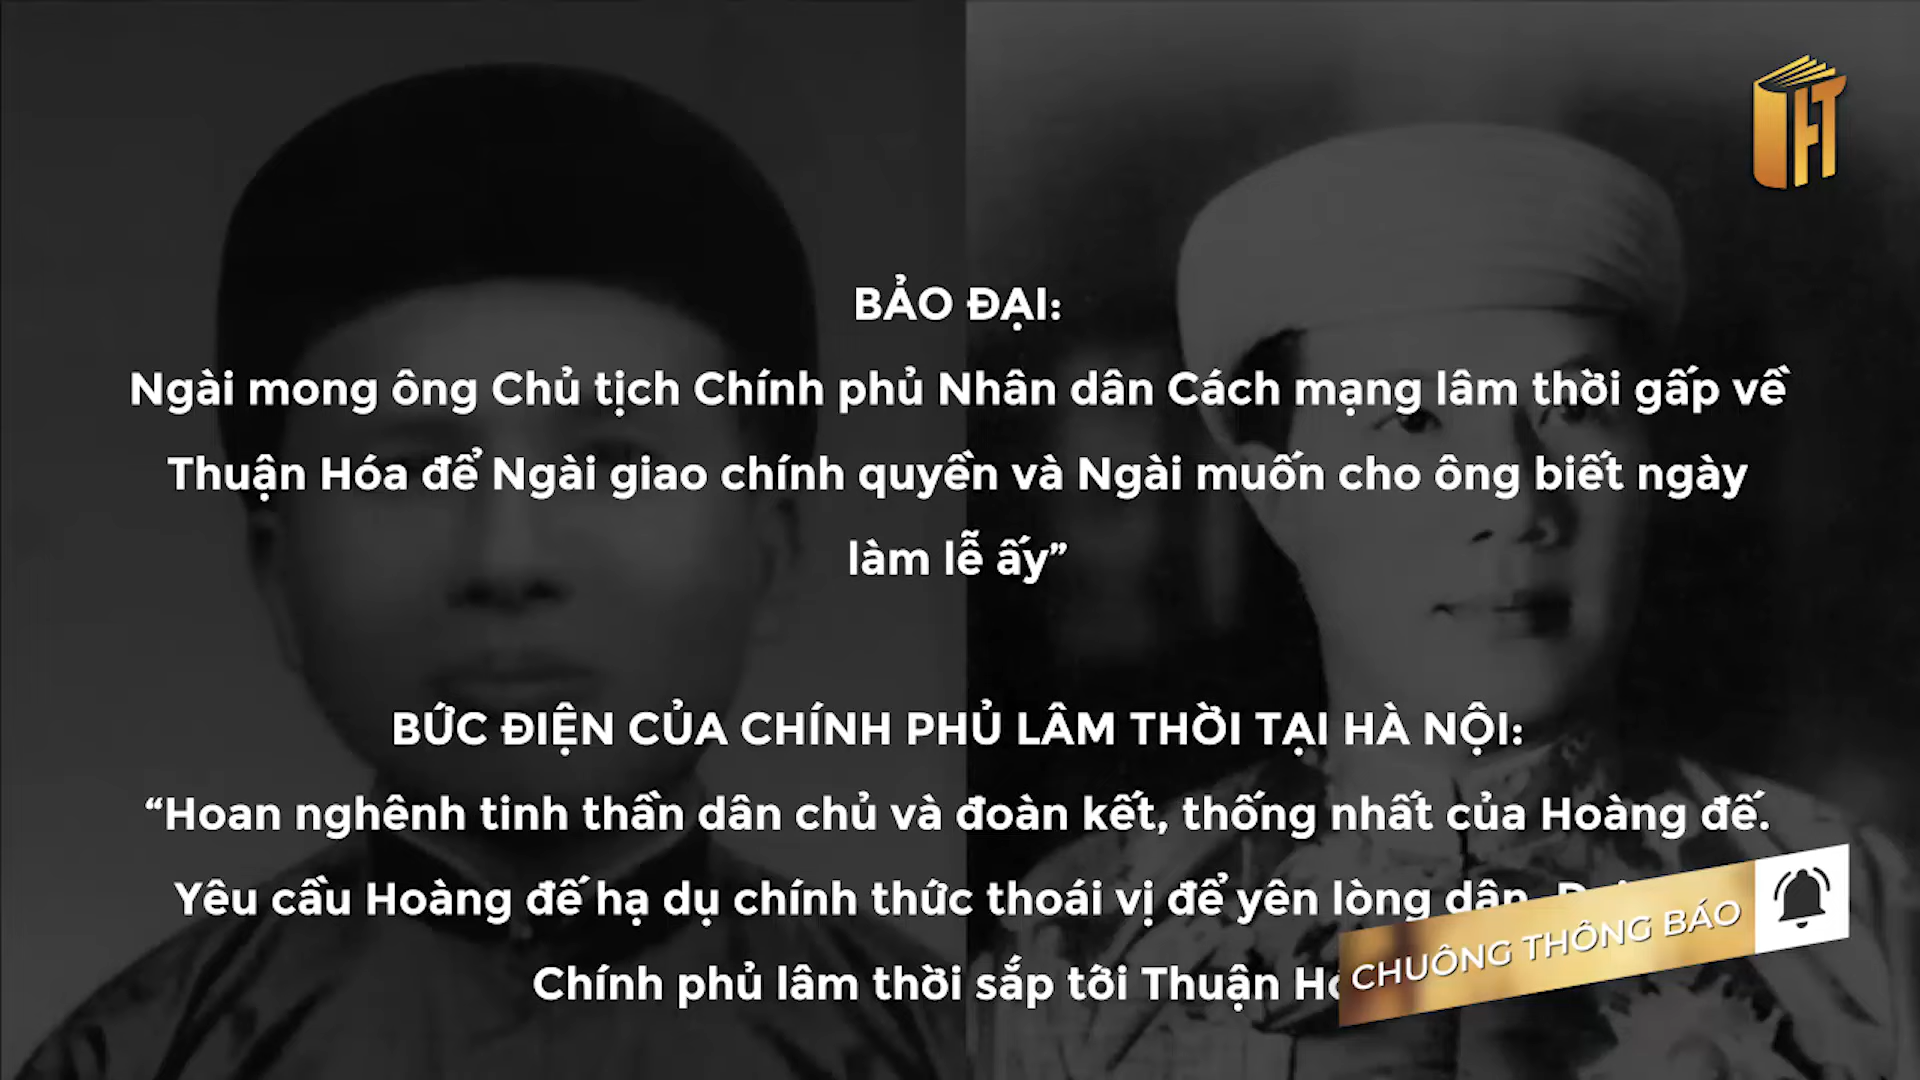 BẢO ĐẠI:
Ngài mong ông Chủ tịch Chính phủ Nhân dân Cách mạng lâm thời gấp về
Thuận Hóa để Ngài giao chính quyền và Ngài muốn cho ông biết ngày
làm lễ ấy”
BỨC ĐIỆN CỦA CHÍNH PHỦ LÂM THỜI TẠI HÀ NỘI:
“Hoan nghênh tinh thần dân chủ và đoàn kết, thống nhất của Hoàng đế.
Yêu cầu Hoàng đế hạ dụ chính thức thoái vị để yên lòng dân.
Chính phủ lâm thời sắp tới Thuận
CHUÔNG THÔNG BÁO